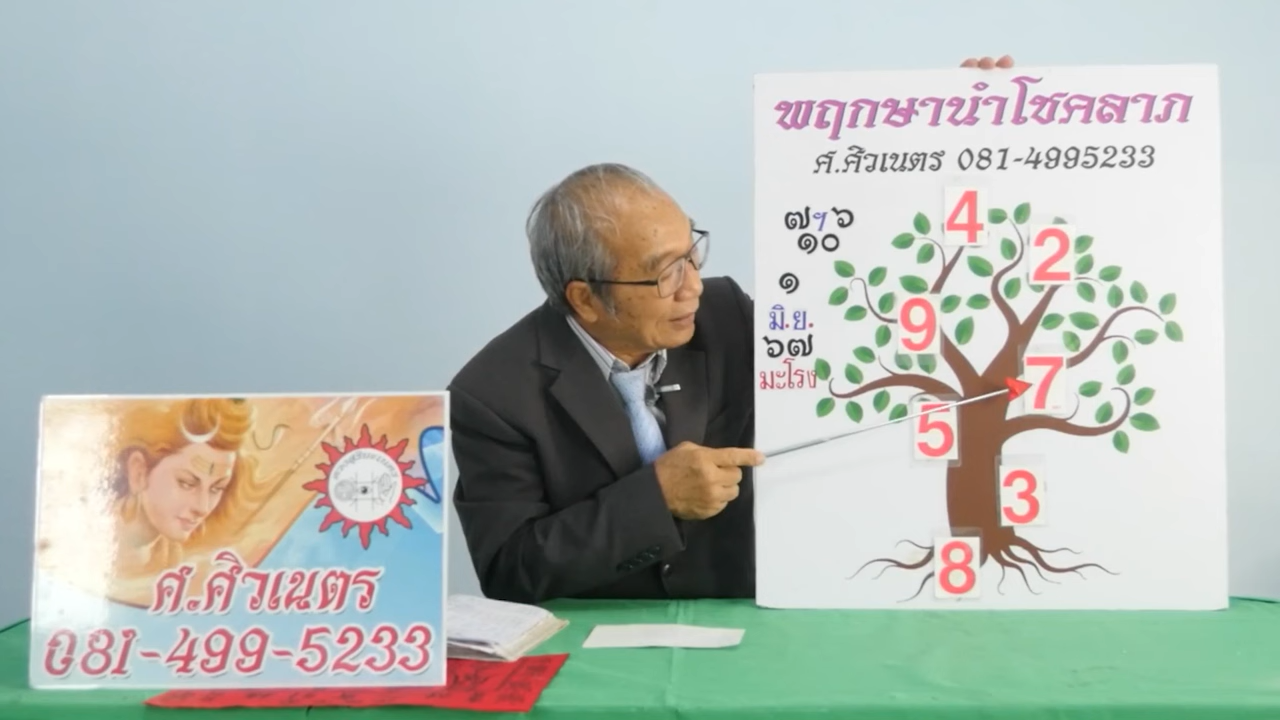 พฤกษานำโชคลาภ
ศ.ศิวเนตร 081-4995233
๗ฯ๖
๑๐
๑
มิ.ย.
๖๗
มะโรง
4
2
9
7
5
3
8
ศ.ศิวเนตร
081-499-5233